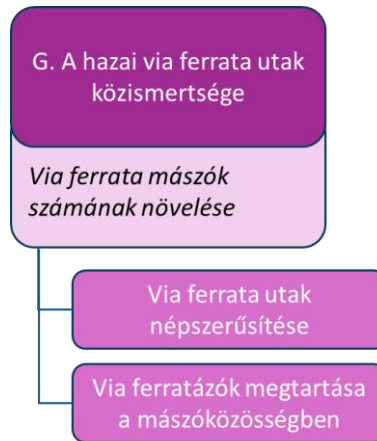 G. A hazai via ferrata utak
közismertsége
Via ferrata mászók
számának növelése
Via ferrata utak
népszerűsítése
Via ferratázók megtartása
a mászóközösségben